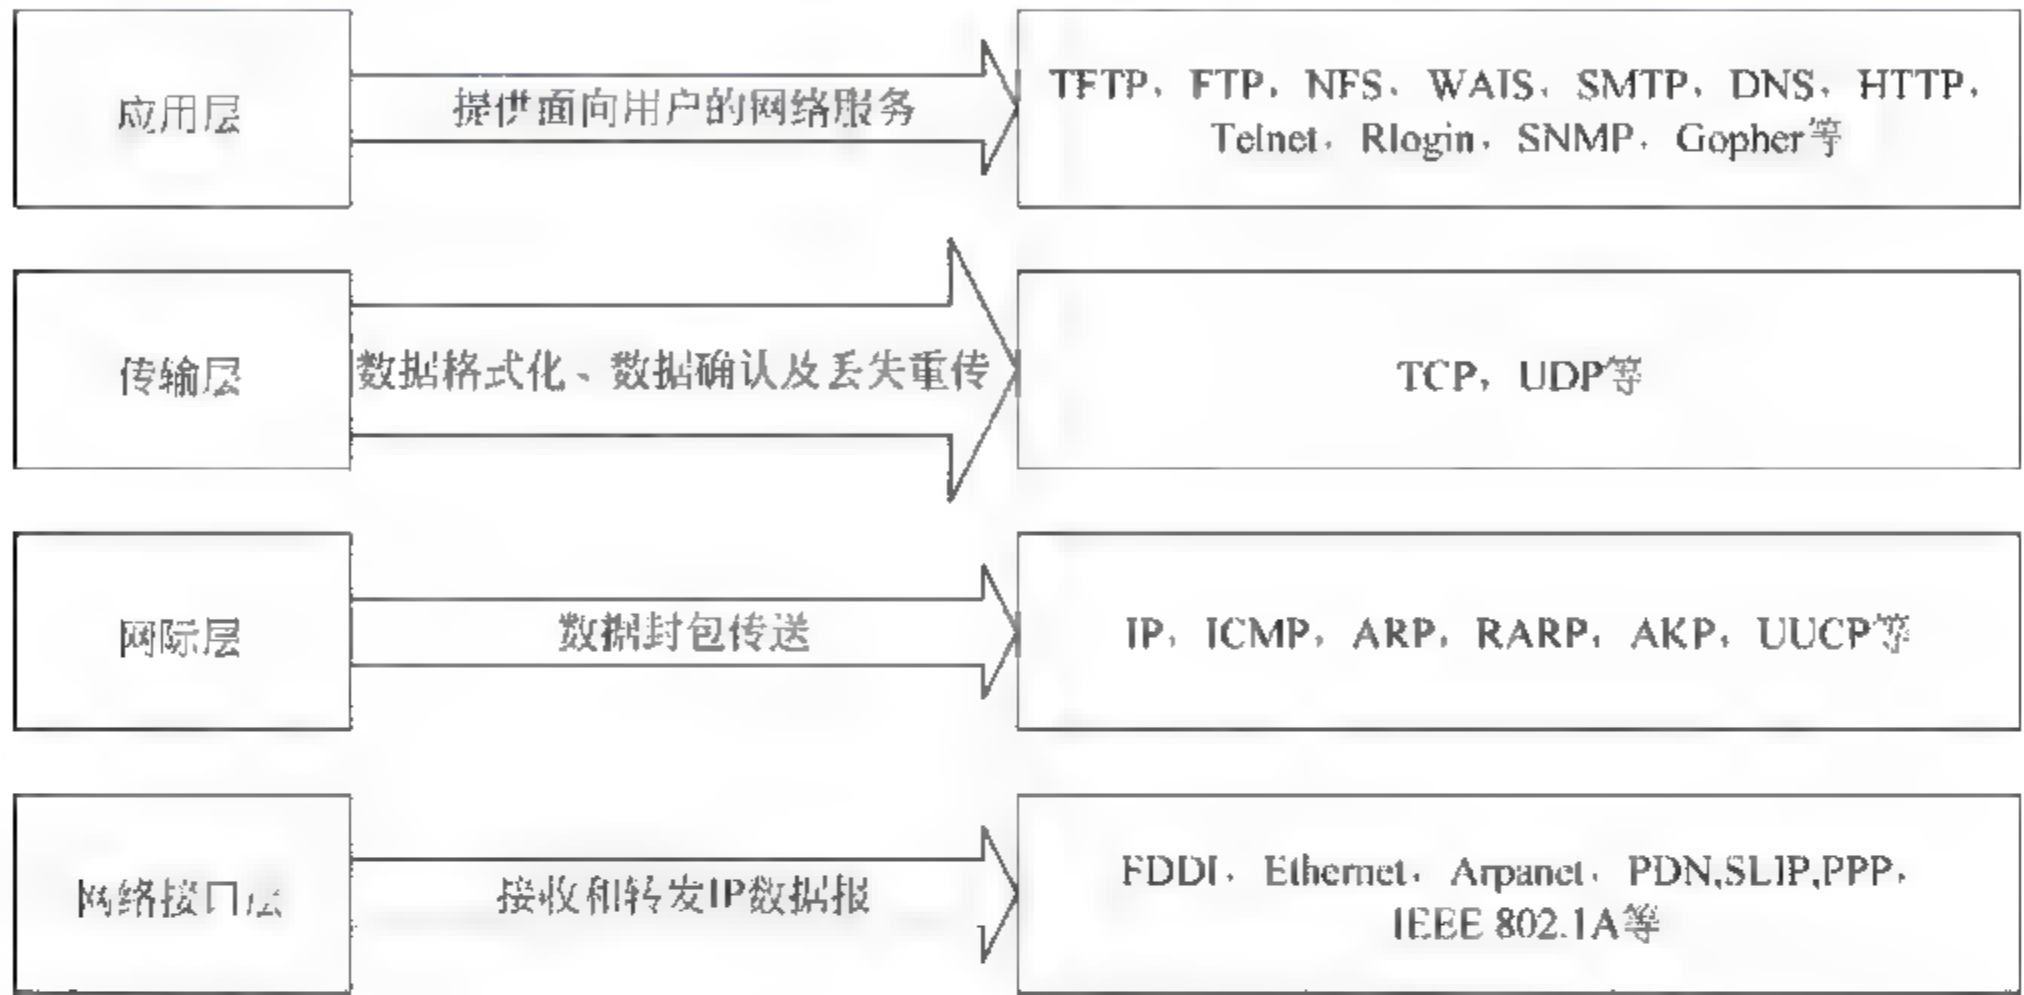 应用层
提供面向用户的网络服务
TFTP，FTP，NFS，WAIS，SMTP，DNS，HTTP，
Telnet，Rlogin，SNMP，Gopher等
传输层
数据格式化、数据确认及丢失重传
TCP，UDP等
网际层
数据封包传送
IP，ICMP，ARP，RARP，AKP，UUCP等
网络接口层
接收和转发IP数据报
FDDI，Ethernet，Arpanet，PDN,SLIP,PPP，
IEEE 802.1A等